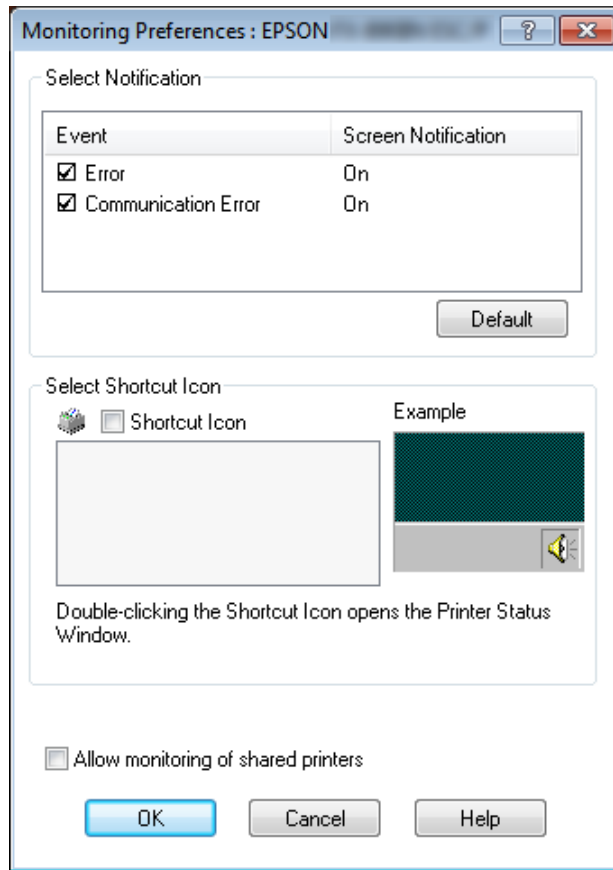 Monitoring Preferences : EPSON
Select Notification
Event Screen Notification
Error On
Communication Error On
Default
Select Shortcut Icon
Shortcut Icon Example
Double-clicking the Shortcut Icon opens the Printer Status
Window.
Allow monitoring of shared printers
OK Cancel Help